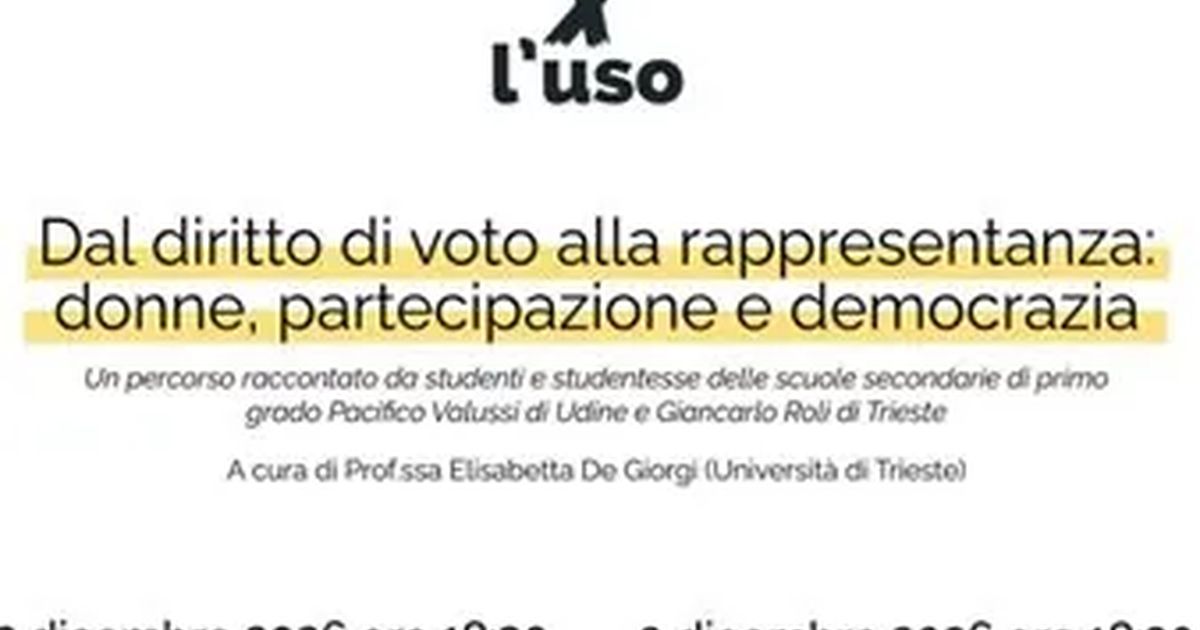 l'uso
Dal diritto di voto alla rappresentanza:
donne, partecipazione e democrazia
Un percorso raccontato da studenti e studentesse delle scuole secondarie di primo
grado Pacifico Valussi di Udine e Giancarlo Roli di Trieste
A cura di Prof.ssa Elisabetta De Giorgi (Università di Trieste)